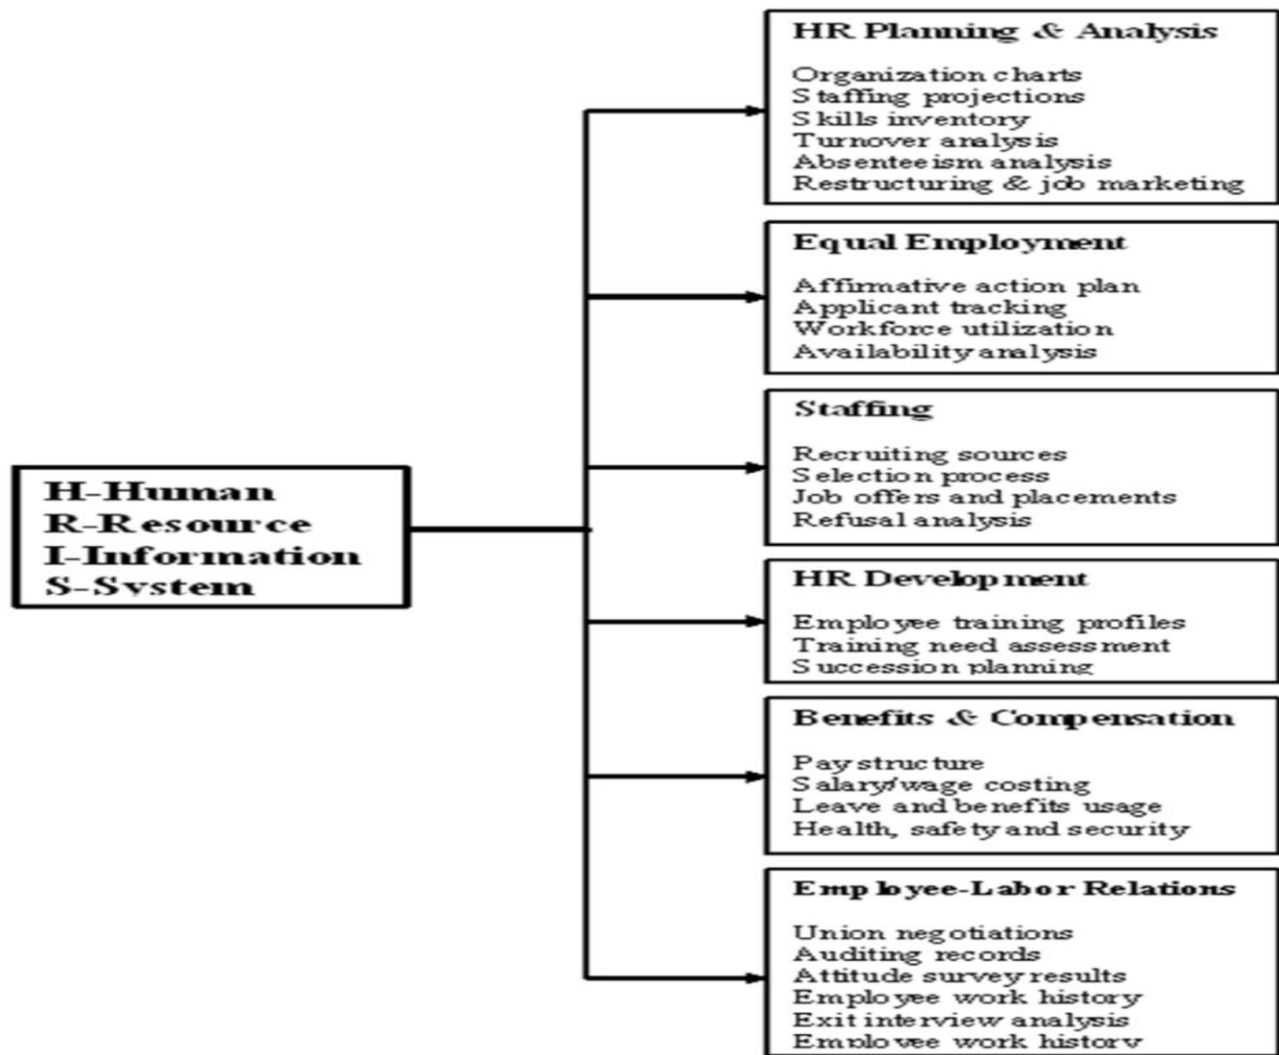 HR Planning & Analysis
Organization charts
Staffing projections
Skills inventory
Turnover analysis
Absenteeism analysis
Restructuring & job marketing
Equal Employment
Affirmative action plan
Applicant tracking
Workforce utilization
Availability analysis
Staffing
Recruiting sources
Selection process
Job offers and placements
Refusal analysis
H-Human
R-Resource
I-Information
S-System
HR Development
Employee training profiles
Training need assessment
Succession planning
Benefits & Compensation
Pay structure
Salary/wage costing
Leave and benefits usage
Health, safety and security
Employee-Labor Relations
Union negotiations
Auditing records
Attitude survey results
Employee work history
Exit interview analysis
Employee work history